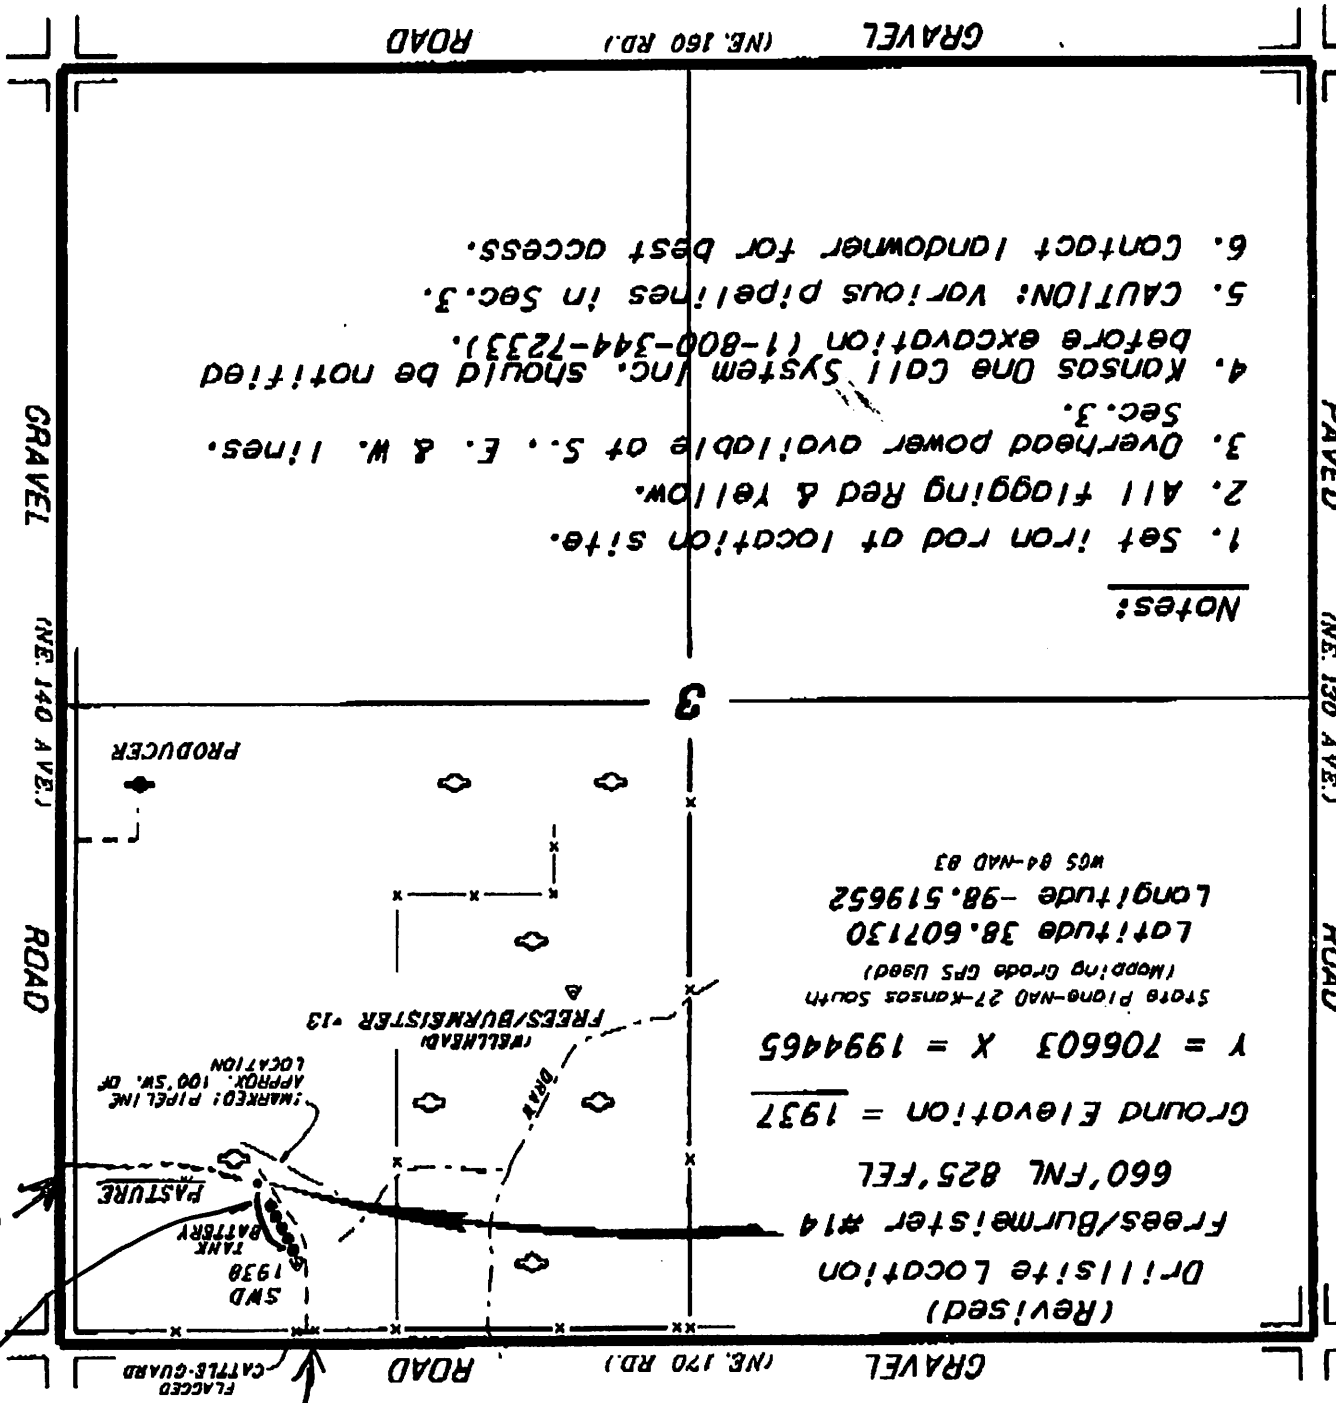 GRAVEL (NE. 170 RD.) ROAD
FLAGGED
CATTLE-GUARD
(Revised)
Drillsite Location
Frees/Burmeister #14
660'FNL 825'FEL
Ground Elevation = 1937
Y = 706603 X = 1994465
State Plane-NAD 27-Kansas South
(Mapping Grade GPS Used)
Latitude 38.607130
Longitude -98.519652
WGS 84-NAD 83
SWD
1938
TANK
BATTERY
PASTURE
DRAW
(MARKED) PIPELINE
APPROX. 100'SW. OF
LOCATION
(WELLHEAD)
FREES/BURMEISTER #13
PRODUCER
3
Notes:
1. Set iron rod at location site.
2. All flagging Red & Yellow.
3. Overhead power available at S., E. & W. lines,
Sec.3.
4. Kansas One Call System Inc. should be notified
before excavation (1-800-344-7233).
5. CAUTION: Various pipelines in Sec.3.
6. Contact landowner for best access.
ROAD (NE. 130 AVE.) PAVED
ROAD (NE. 140 AVE.) GRAVEL
GRAVEL (NE. 160 RD.) ROAD